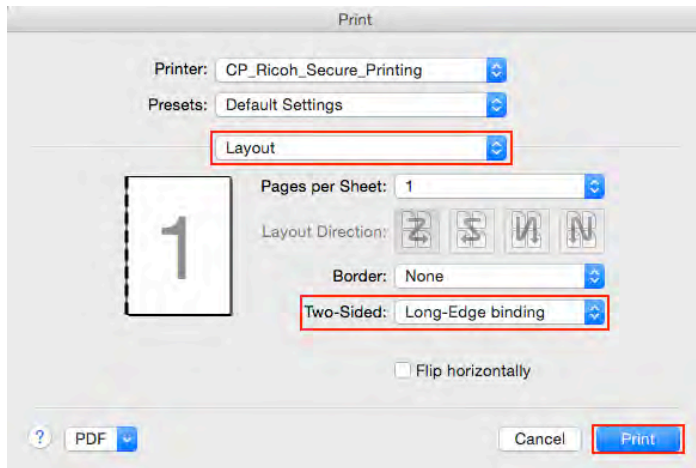 Print
Printer: CP_Ricoh_Secure_Printing
Presets: Default Settings
Layout
1
Pages per Sheet: 1
Layout Direction:
Border: None
Two-Sided: Long-Edge binding
Flip horizontally
? PDF Cancel Print